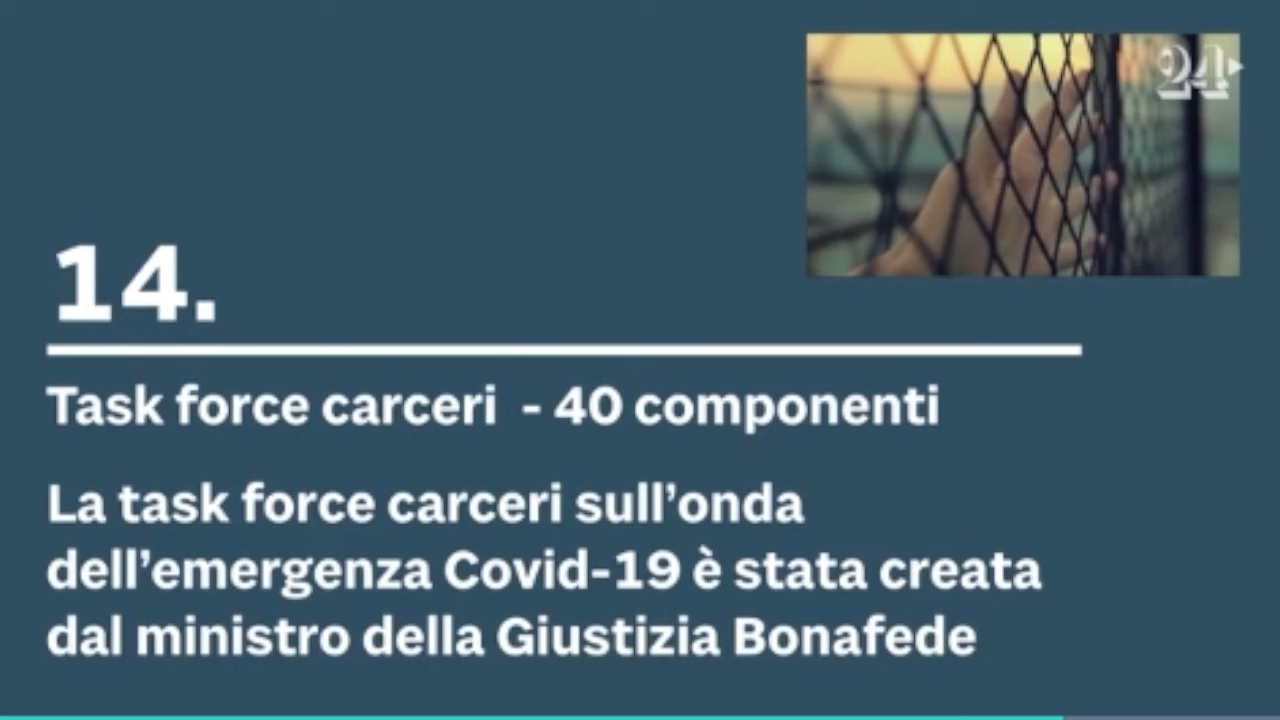 24
14.
Task force carceri - 40 componenti
La task force carceri sull’onda
dell’emergenza Covid-19 è stata creata
dal ministro della Giustizia Bonafede